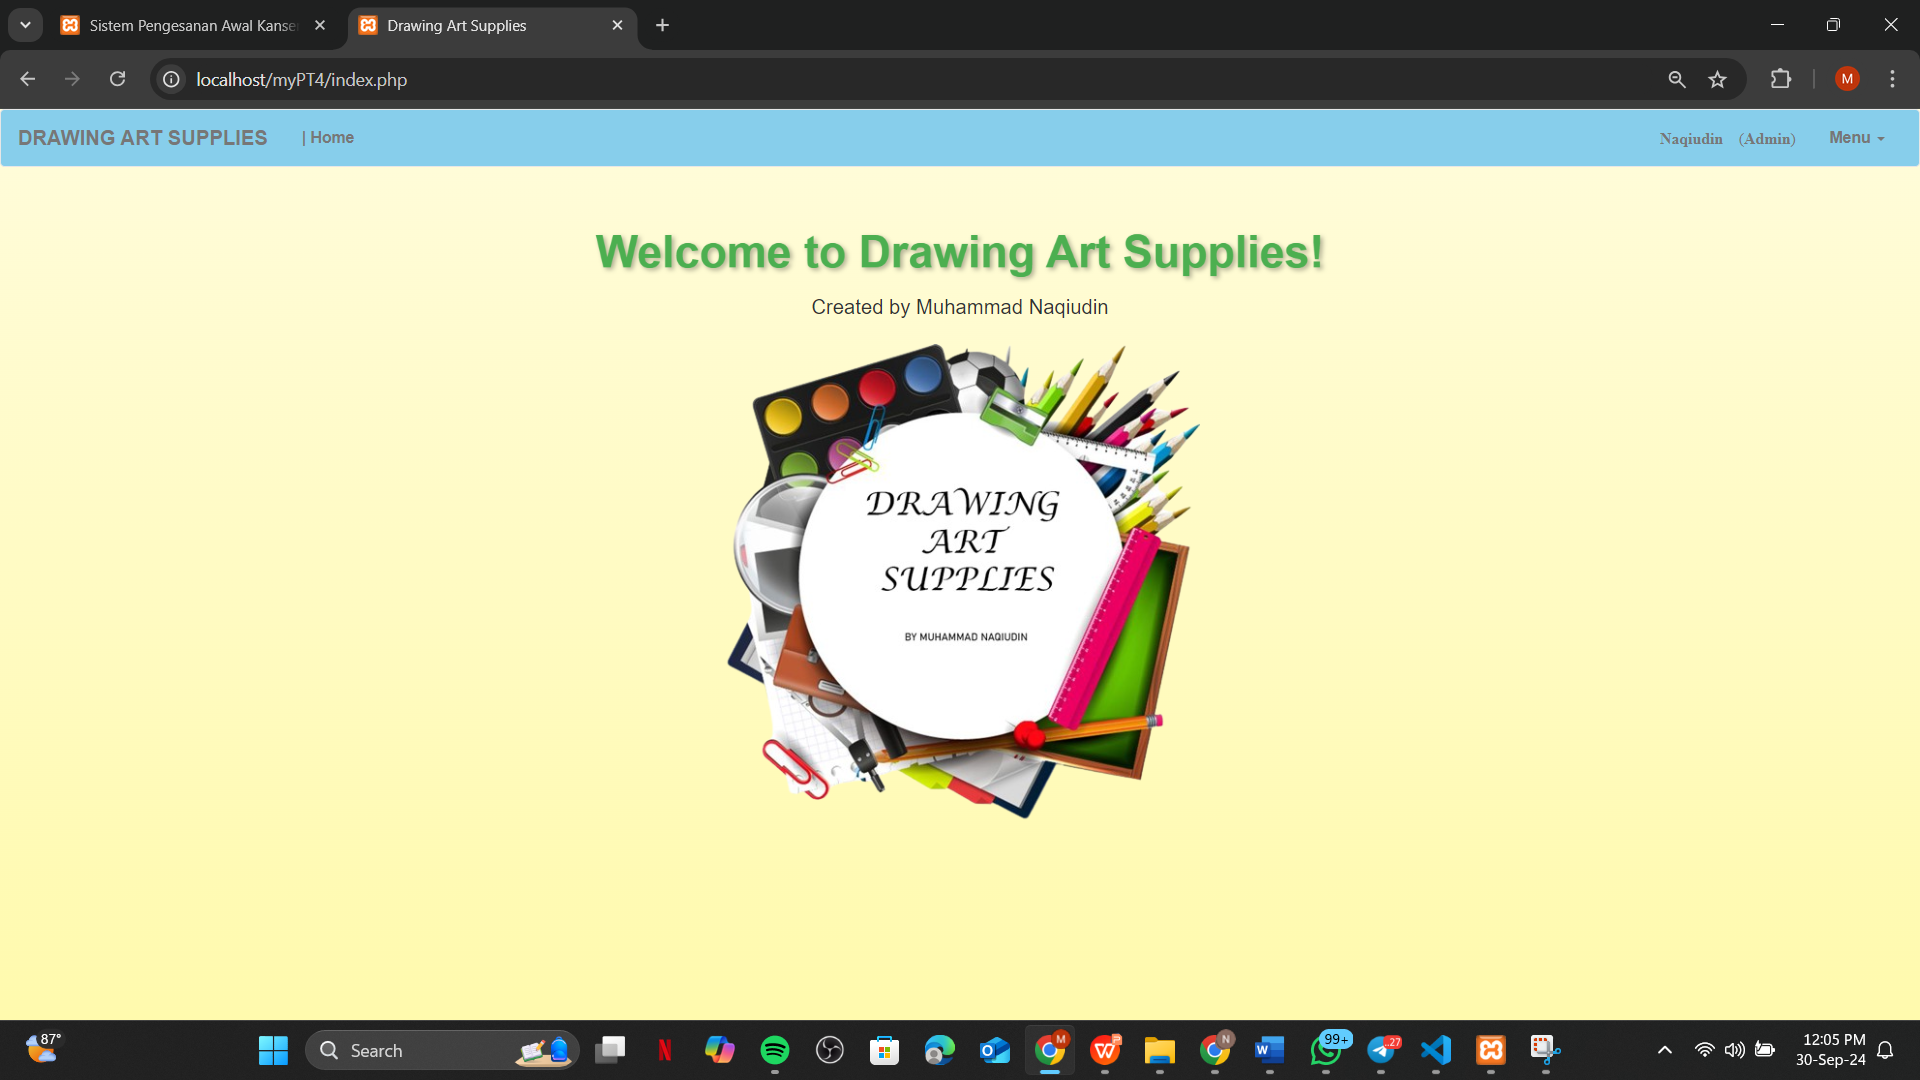 Sistem Pengesanan Awal Kanser
Drawing Art Supplies
localhost/myPT4/index.php
M
DRAWING ART SUPPLIES
| Home
Naqiudin (Admin)
Menu
Welcome to Drawing Art Supplies!
Created by Muhammad Naqiudin
DRAWING
ART
SUPPLIES
BY MUHAMMAD NAQIUDIN
87°
Search
M
N
99+
..27
12:05 PM
30-Sep-24